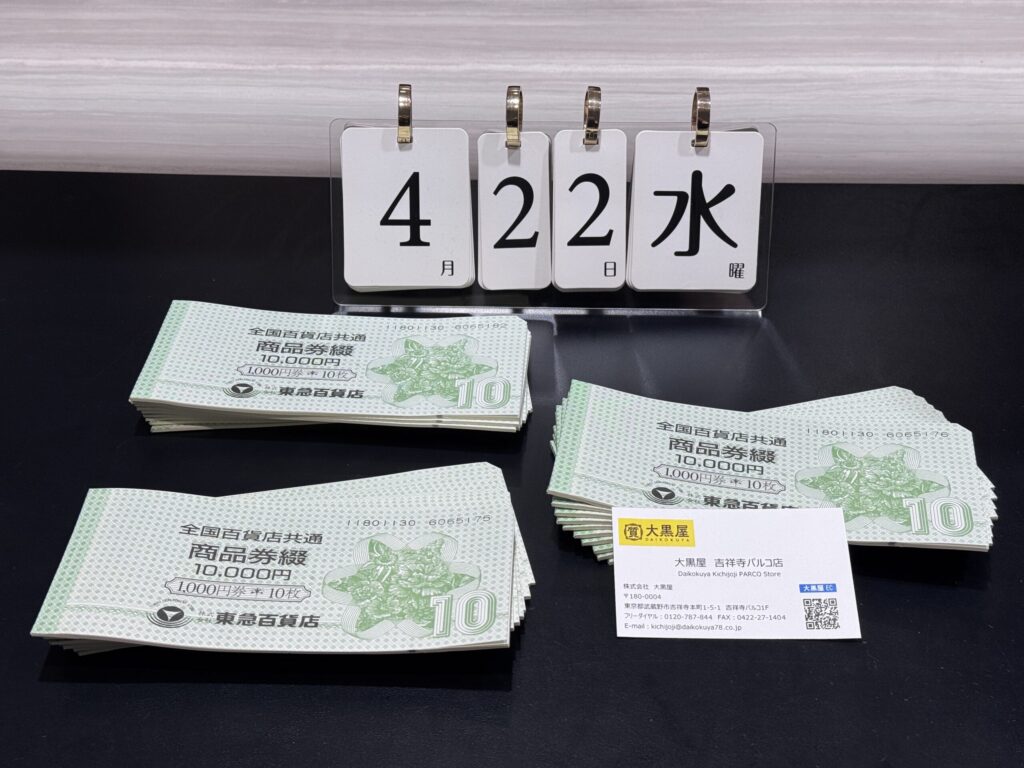 4
月
2
2
日
水
曜
全国百貨店共通
11801130 6065182
商品券綴
10,000円
1,000円券*10枚
東急百貨店
10
全国百貨店共通
11801130 6065176
商品券綴
10,000円
1,000円券*10枚
東急百貨店
10
全国百貨店共通
11801130 6065175
商品券綴
10,000円
1,000円券*10枚
株式会社 東急百貨店
10
質 大黒屋
DAIKOKUYA
大黒屋 吉祥寺パルコ店
Daikokuya Kichijoji PARCO Store
株式会社 大黒屋
〒180-0004
東京都武蔵野市吉祥寺本町1-5-1 吉祥寺パルコ1F
フリーダイヤル:0120-787-844 FAX:0422-27-1404
E-mail:kichijoji@daikokuya78.co.jp
大黒屋 EC